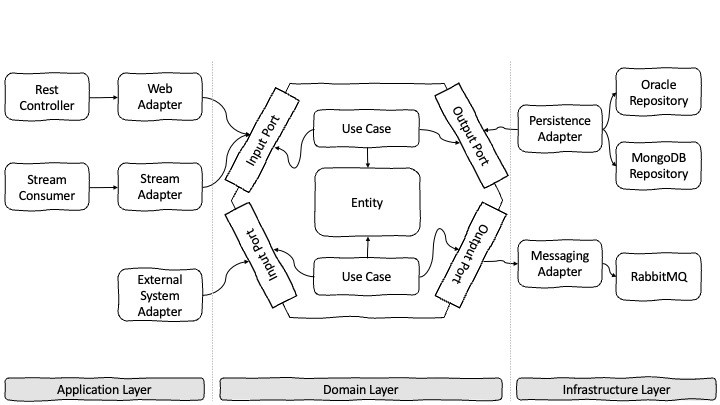 Rest
Controller
Web
Adapter
Stream
Consumer
Stream
Adapter
External
System
Adapter
Input Port
Input Port
Use Case
Entity
Use Case
Output Port
Output Port
Persistence
Adapter
Oracle
Repository
MongoDB
Repository
Messaging
Adapter
RabbitMQ
Application Layer
Domain Layer
Infrastructure Layer